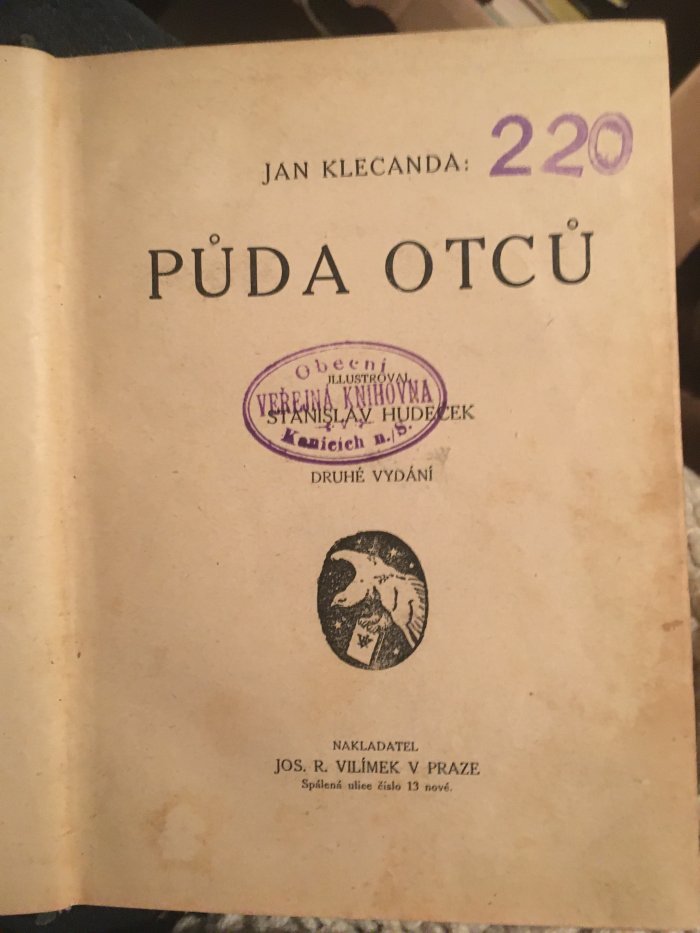 JAN KLECANDA:
220
PŮDA OTCŮ
Obecní
ILLUSTROVAL
VEŘEJNÁ KNIHOVNA
STANISLAV HUDEČEK
Kanicích n./S.
DRUHÉ VYDÁNÍ
NAKLADATEL
JOS. R. VILÍMEK V PRAZE
Spálená ulice číslo 13 nové.